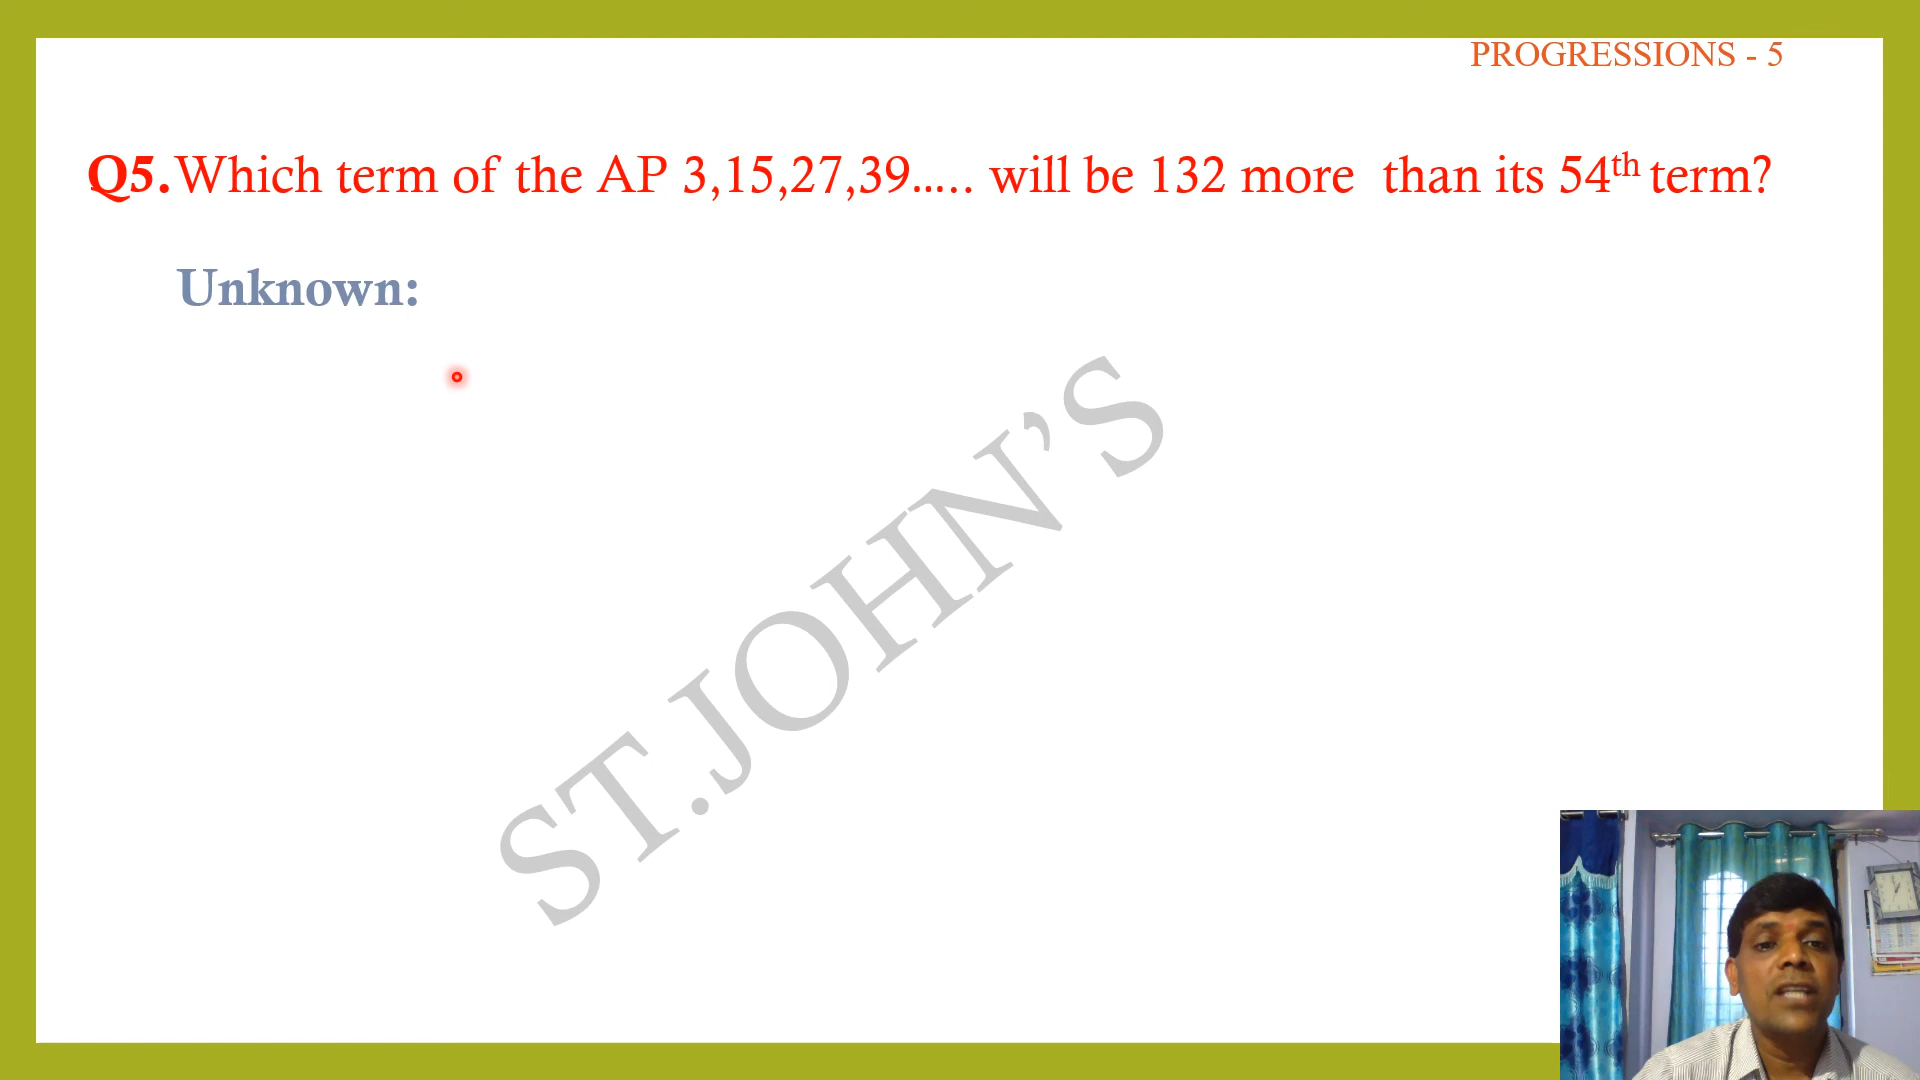 PROGRESSIONS - 5
Q5. Which term of the AP 3,15,27,39..... will be 132 more than its 54th term?
Unknown:
ST.JOHN'S